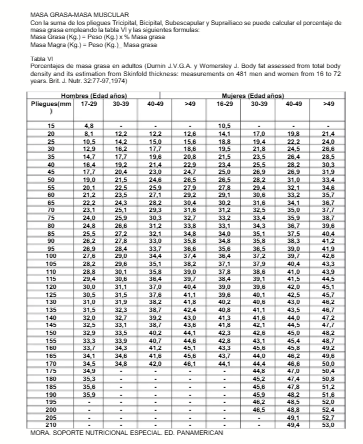 MASA GRASA-MASA MUSCULAR
Con la suma de los pliegues Tricipital, Bicipital, Subescapular y Suprailiaco se puede calcular el porcentaje de
masa grasa empleando la tabla VI y las siguientes formulas:
Masa Grasa (Kg.) = Peso (Kg.) x % Masa grasa
Masa Magra (Kg.) = Peso (Kg.)_ Masa grasa
Tabla VI
Porcentajes de masa grasa en adultos (Durnin J.V.G.A. y Womersley J. Body fat assessed from total body
density and its estimation from Skinfold thickness: measurements on 481 men and women from 16 to 72
years. Brit. J. Nutr. 32:77-97,1974)
Hombres (Edad años) Mujeres (Edad años)
Pliegues(mm) 17-29 30-39 40-49 >49 16-29 30-39 40-49 >49
15 4,8 - - - 10,5 - - -
20 8,1 12,2 12,2 12,6 14,1 17,0 19,8 21,4
25 10,5 14,2 15,0 15,6 18,8 19,4 22,2 24,0
30 12,9 16,2 17,7 18,6 19,5 21,8 24,5 26,6
35 14,7 17,7 19,6 20,8 21,5 23,5 26,4 28,5
40 16,4 19,2 21,4 22,9 23,4 25,5 28,2 30,3
45 17,7 20,4 23,0 24,7 25,0 26,9 26,9 31,9
50 19,0 21,5 24,6 26,5 26,5 28,2 31,0 33,4
55 20,1 22,5 25,9 27,9 27,8 29,4 32,1 34,6
60 21,2 23,5 27,1 29,2 29,1 30,6 33,2 35,7
65 22,2 24,3 28,2 30,4 30,2 31,6 34,1 36,7
70 23,1 25,1 29,3 31,6 31,2 32,5 35,0 37,7
75 24,0 25,9 30,3 32,7 32,2 33,4 35,9 38,7
80 24,8 26,6 31,2 33,8 33,1 34,3 36,7 39,6
85 25,5 27,2 32,1 34,8 34,0 35,1 37,5 40,4
90 26,2 27,8 33,0 35,8 34,8 35,8 38,3 41,2
95 26,9 28,4 33,7 36,6 35,6 36,5 39,0 41,9
100 27,6 29,0 34,4 37,4 36,4 37,2 39,7 42,6
105 28,2 29,6 35,1 38,2 37,1 37,9 40,4 43,3
110 28,8 30,1 35,8 39,0 37,8 38,6 41,0 43,9
115 29,4 30,6 36,4 39,7 38,4 39,1 41,5 44,5
120 30,0 31,1 37,0 40,4 39,0 39,6 42,0 45,1
125 30,5 31,5 37,6 41,1 39,6 40,1 42,5 45,7
130 31,0 31,9 38,2 41,8 40,2 40,6 43,0 46,2
135 31,5 32,3 38,7 42,4 40,8 41,1 43,5 46,7
140 32,0 32,7 39,2 43,0 41,3 41,6 44,0 47,2
145 32,5 33,1 38,7 43,6 41,8 42,1 44,5 47,7
150 32,9 33,5 40,2 44,1 42,3 42,6 45,0 48,2
155 33,3 33,9 40,7 44,6 42,8 43,1 45,4 48,7
160 33,7 34,3 41,2 45,1 43,3 43,6 45,8 49,2
165 34,1 34,6 41,6 45,6 43,7 44,0 46,2 49,6
170 34,5 34,8 42,0 46,1 44,1 44,4 46,6 50,0
175 34,9 - - - - 44,8 47,0 50,4
180 35,3 - - - - 45,2 47,4 50,8
185 35,6 - - - - 45,6 47,8 51,2
190 35,9 - - - - 45,9 48,2 51,6
195 - - - - - 46,2 48,5 52,0
200 - - - - - 46,5 48,8 52,4
205 - - - - - - 49,1 52,7
210 - - - - - - 49,4 53,0
MORA. SOPORTE NUTRICIONAL ESPECIAL. ED. PANAMERICAN